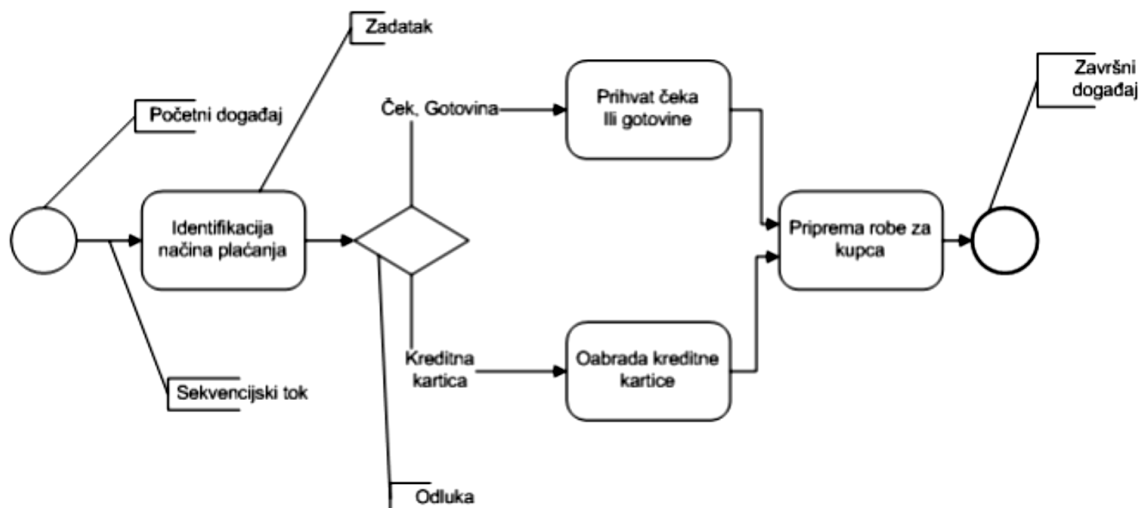 Zadatak
Početni događaj
Završni
događaj
Ček, Gotovina
Prihvat čeka
Ili gotovine
Identifikacija
načina plaćanja
Priprema robe za
kupca
Kreditna
kartica
Oabrada kreditne
kartice
Sekvencijski tok
Odluka